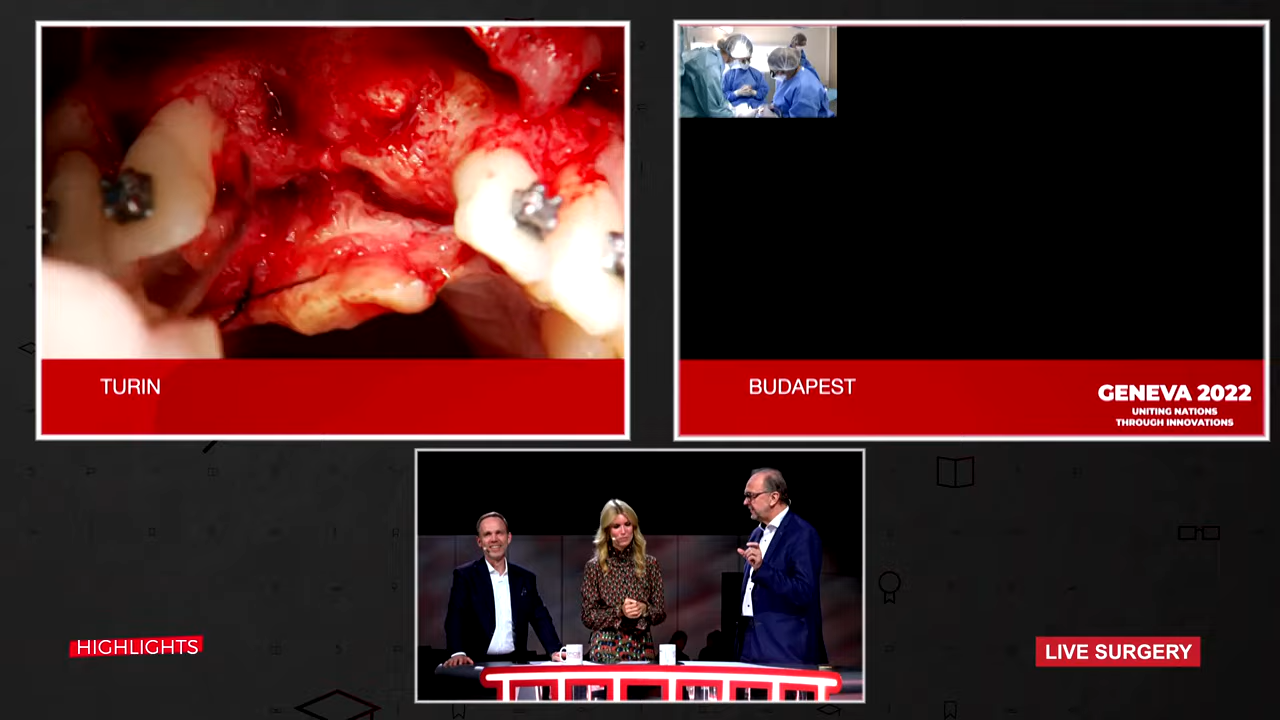 TURIN
BUDAPEST
GENEVA 2022
UNITING NATIONS
THROUGH INNOVATIONS
HIGHLIGHTS
LIVE SURGERY